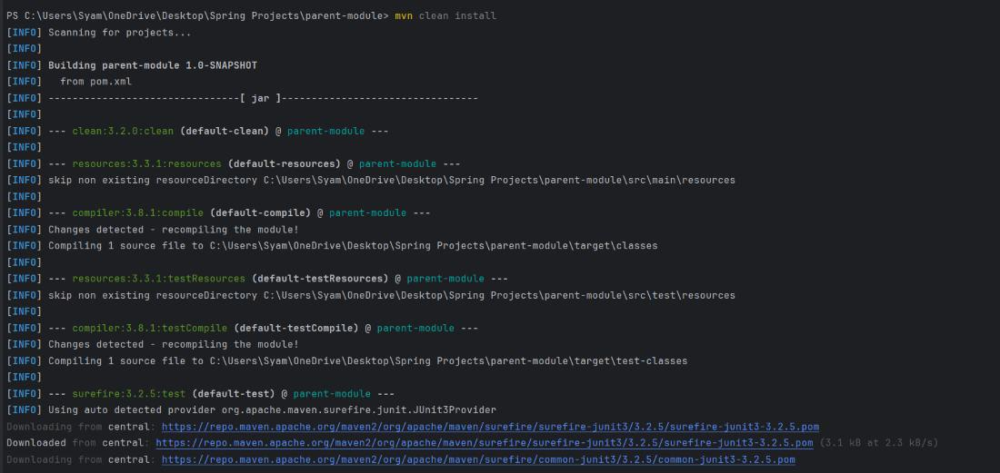 PS C:\Users\Syam\OneDrive\Desktop\Spring Projects\parent-module> mvn clean install
[INFO] Scanning for projects...
[INFO]
[INFO] Building parent-module 1.0-SNAPSHOT
[INFO]   from pom.xml
[INFO] --------------------------------[ jar ]---------------------------------
[INFO]
[INFO] --- clean:3.2.0:clean (default-clean) @ parent-module ---
[INFO]
[INFO] --- resources:3.3.1:resources (default-resources) @ parent-module ---
[INFO] skip non existing resourceDirectory C:\Users\Syam\OneDrive\Desktop\Spring Projects\parent-module\src\main\resources
[INFO]
[INFO] --- compiler:3.8.1:compile (default-compile) @ parent-module ---
[INFO] Changes detected - recompiling the module!
[INFO] Compiling 1 source file to C:\Users\Syam\OneDrive\Desktop\Spring Projects\parent-module\target\classes
[INFO]
[INFO] --- resources:3.3.1:testResources (default-testResources) @ parent-module ---
[INFO] skip non existing resourceDirectory C:\Users\Syam\OneDrive\Desktop\Spring Projects\parent-module\src\test\resources
[INFO]
[INFO] --- compiler:3.8.1:testCompile (default-testCompile) @ parent-module ---
[INFO] Changes detected - recompiling the module!
[INFO] Compiling 1 source file to C:\Users\Syam\OneDrive\Desktop\Spring Projects\parent-module\target\test-classes
[INFO]
[INFO] --- surefire:3.2.5:test (default-test) @ parent-module ---
[INFO] Using auto detected provider org.apache.maven.surefire.junit.JUnit3Provider
Downloading from central: https://repo.maven.apache.org/maven2/org/apache/maven/surefire/surefire-junit3/3.2.5/surefire-junit3-3.2.5.pom
Downloaded from central: https://repo.maven.apache.org/maven2/org/apache/maven/surefire/surefire-junit3/3.2.5/surefire-junit3-3.2.5.pom (3.1 kB at 2.3 kB/s)
Downloading from central: https://repo.maven.apache.org/maven2/org/apache/maven/surefire/common-junit3/3.2.5/common-junit3-3.2.5.pom